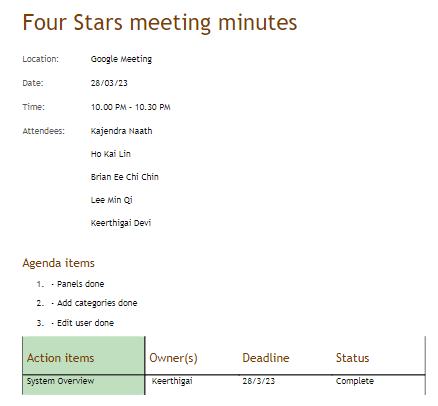 Four Stars meeting minutes
Location: Google Meeting
Date: 28/03/23
Time: 10.00 PM - 10.30 PM
Attendees: Kajendra Naath
Ho Kai Lin
Brian Ee Chi Chin
Lee Min Qi
Keerthigai Devi
Agenda items
1. - Panels done
2. - Add categories done
3. - Edit user done
Action items Owner(s) Deadline Status
System Overview Keerthigai 28/3/23 Complete